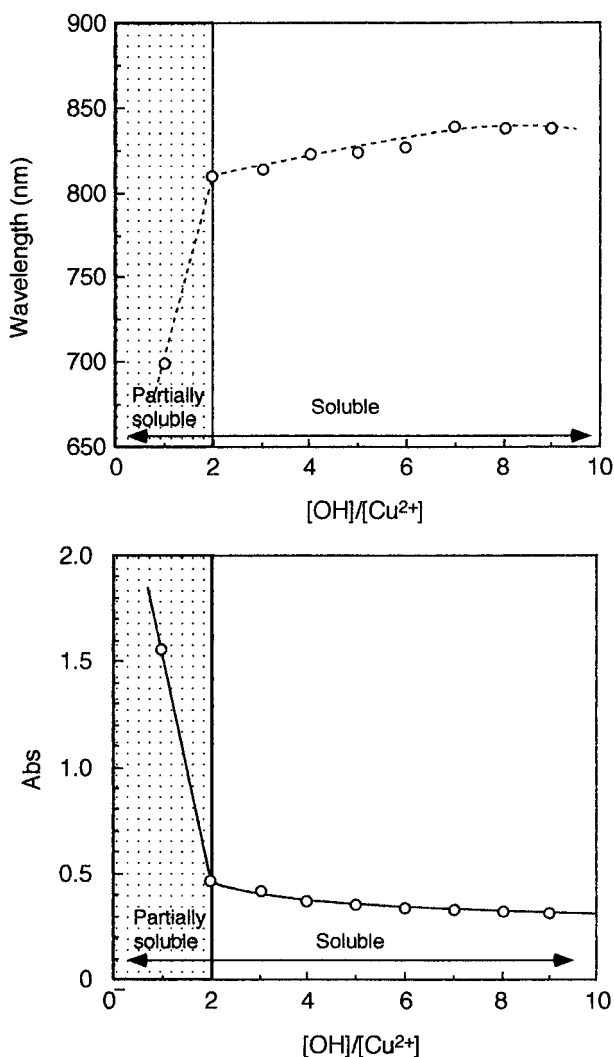 900
850
800
750
700
650
Wavelength (nm)
Partially
soluble
Soluble
0 2 4 6 8 10
[OH]/[Cu²⁺]
2.0
1.5
1.0
0.5
0
Abs
Partially
soluble
Soluble
0 2 4 6 8 10
[OH]/[Cu²⁺]